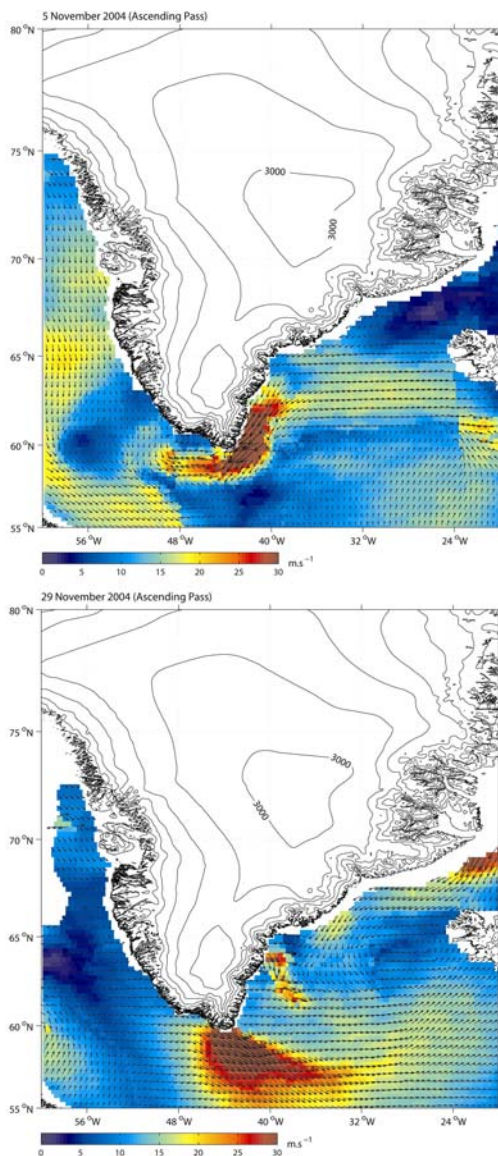 5 November 2004 (Ascending Pass)
80 °N
75 °N
3000
3000
70 °N
65 °N
60 °N
55 °N
56 °W 48 °W 40 °W 32 °W 24 °W
0 5 10 15 20 25 30 m.s⁻¹
29 November 2004 (Ascending Pass)
80 °N
75 °N
3000
3000
70 °N
65 °N
60 °N
55 °N
56 °W 48 °W 40 °W 32 °W 24 °W
0 5 10 15 20 25 30 m.s⁻¹